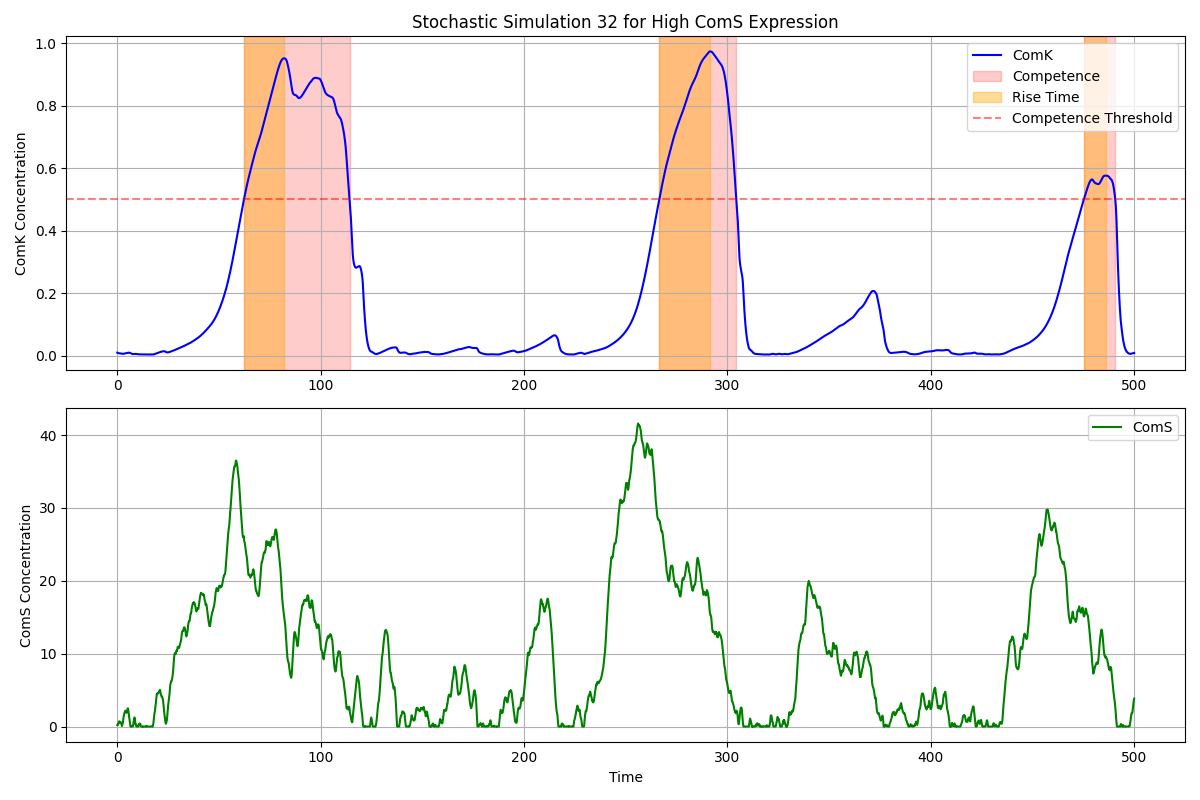 Stochastic Simulation 32 for High ComS Expression
ComK Concentration
1.0
0.8
0.6
0.4
0.2
0.0
ComK
Competence
Rise Time
Competence Threshold
0 100 200 300 400 500
ComS Concentration
40
30
20
10
0
ComS
0 100 200 300 400 500
Time